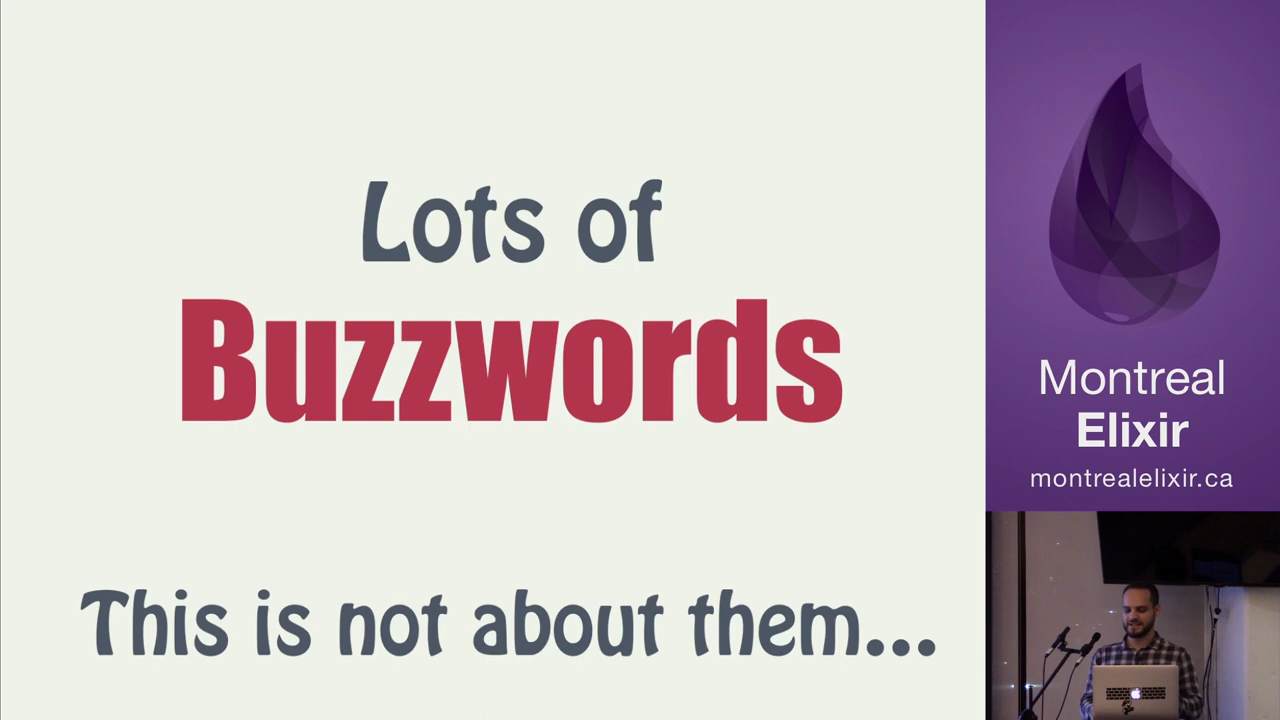 Lots of
Buzzwords
This is not about them...
Montreal
Elixir
montrealelixir.ca